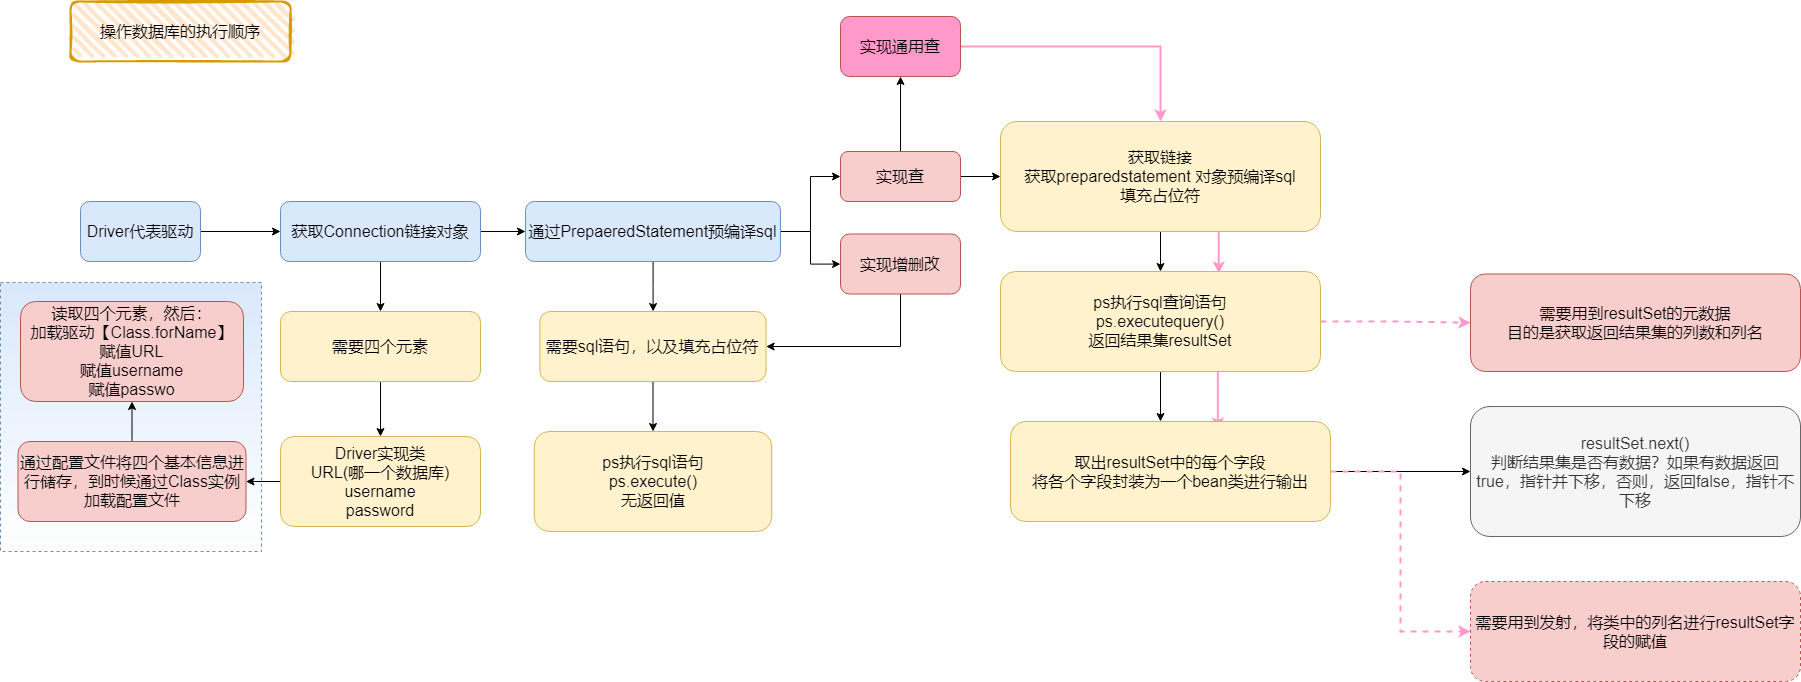 操作数据库的执行顺序
实现通用查
实现查
获取链接
获取preparedstatement 对象预编译sql
填充占位符
Driver代表驱动
获取Connection链接对象
通过PrepaeredStatement预编译sql
实现增删改
读取四个元素，然后：
加载驱动【Class.forName】
赋值URL
赋值username
赋值passwo
需要四个元素
需要sql语句，以及填充占位符
ps执行sql查询语句
ps.executequery()
返回结果集resultSet
需要用到resultSet的元数据
目的是获取返回结果集的列数和列名
通过配置文件将四个基本信息进
行储存，到时候通过Class实例
加载配置文件
Driver实现类
URL(哪一个数据库)
username
password
ps执行sql语句
ps.execute()
无返回值
取出resultSet中的每个字段
将各个字段封装为一个bean类进行输出
resultSet.next()
判断结果集是否有数据？如果有数据返回
true，指针并下移，否则，返回false，指针不
下移
需要用到发射，将类中的列名进行resultSet字
段的赋值